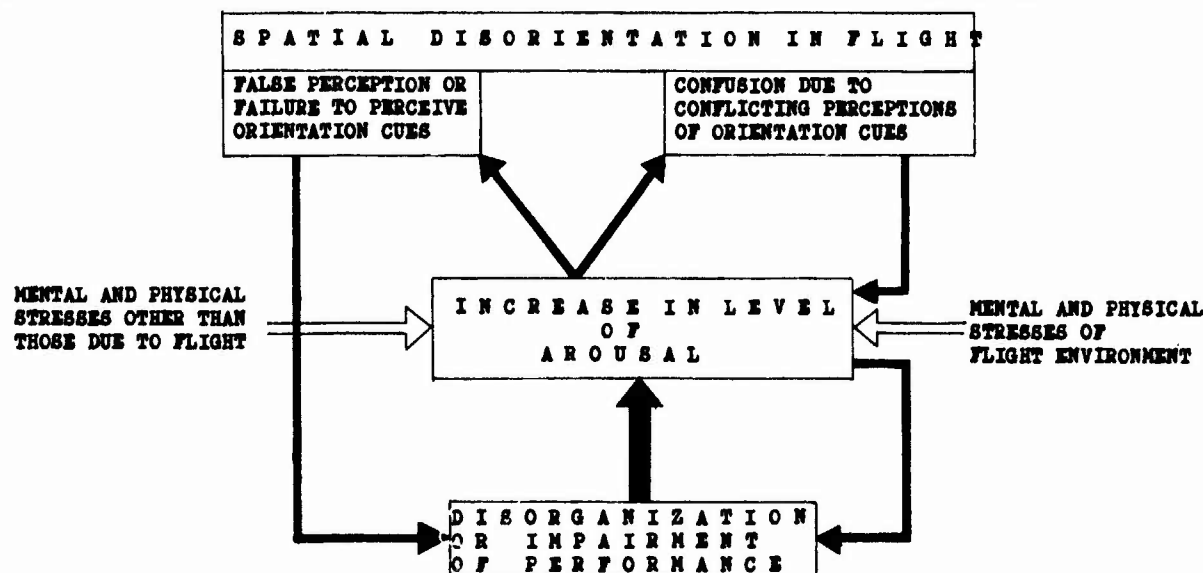 SPATIAL DISORIENTATION IN FLIGHT
FALSE PERCEPTION OR
FAILURE TO PERCEIVE
ORIENTATION CUES
CONFUSION DUE TO
CONFLICTING PERCEPTIONS
OF ORIENTATION CUES
MENTAL AND PHYSICAL
STRESSES OTHER THAN
THOSE DUE TO FLIGHT
INCREASE IN LEVEL
OF
AROUSAL
MENTAL AND PHYSICAL
STRESSES OF
FLIGHT ENVIRONMENT
DISORGANIZATION
OR IMPAIRMENT
OF PERFORMANCE